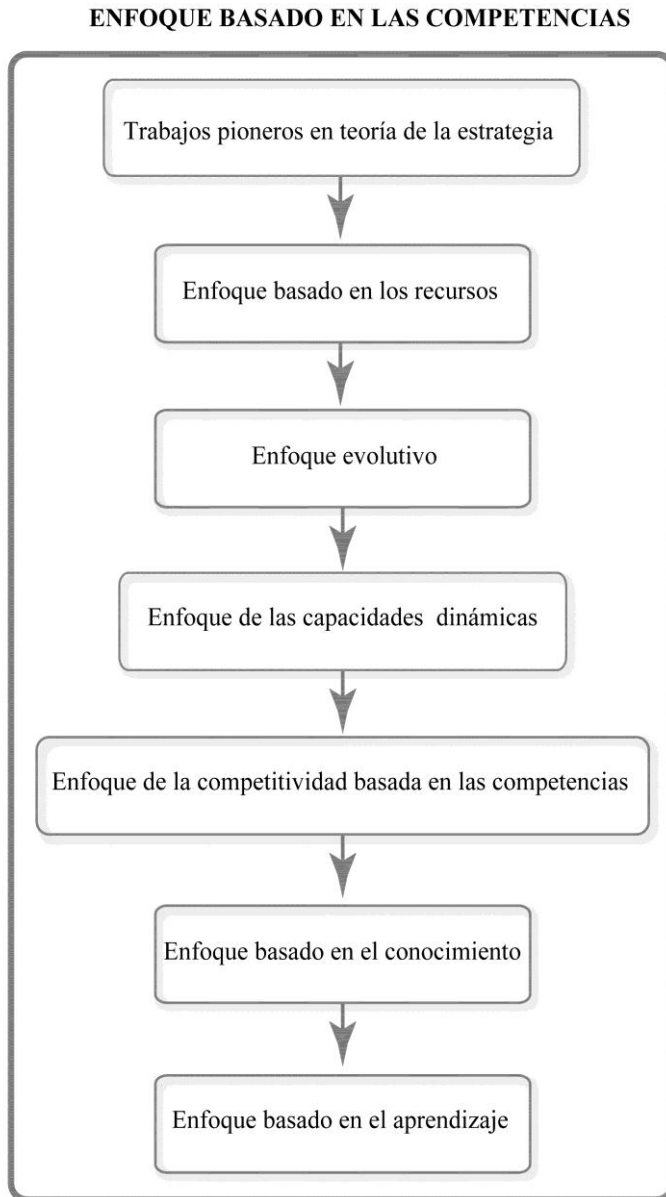 ENFOQUE BASADO EN LAS COMPETENCIAS
Trabajos pioneros en teoría de la estrategia
Enfoque basado en los recursos
Enfoque evolutivo
Enfoque de las capacidades dinámicas
Enfoque de la competitividad basada en las competencias
Enfoque basado en el conocimiento
Enfoque basado en el aprendizaje